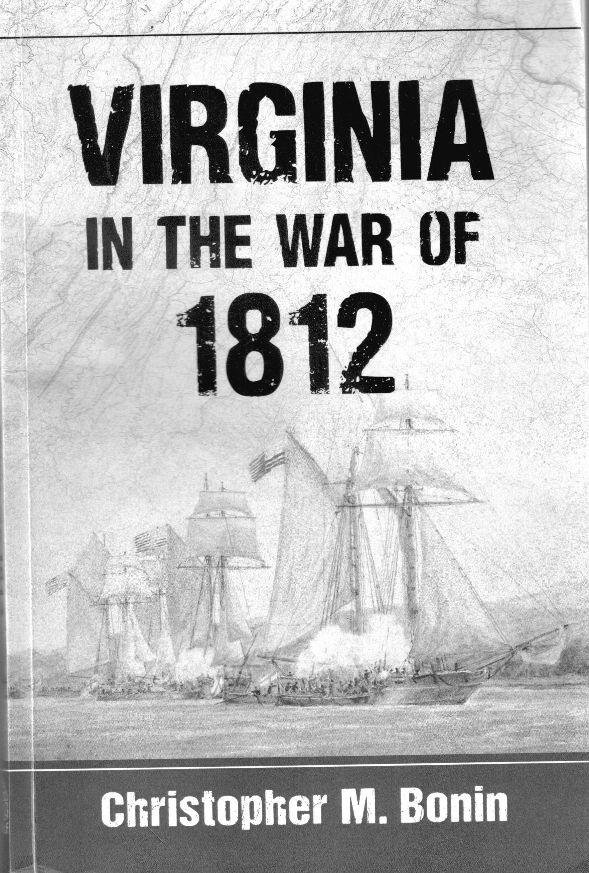 VIRGINIA
IN THE WAR OF
1812
Christopher M. Bonin